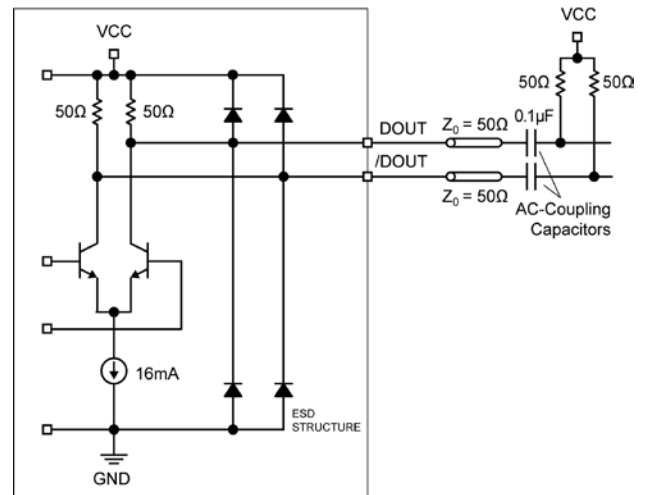 VCC
VCC
50Ω
50Ω
50Ω
50Ω
DOUT
Z0 = 50Ω
0.1µF
/DOUT
Z0 = 50Ω
AC-Coupling
Capacitors
16mA
ESD
STRUCTURE
GND